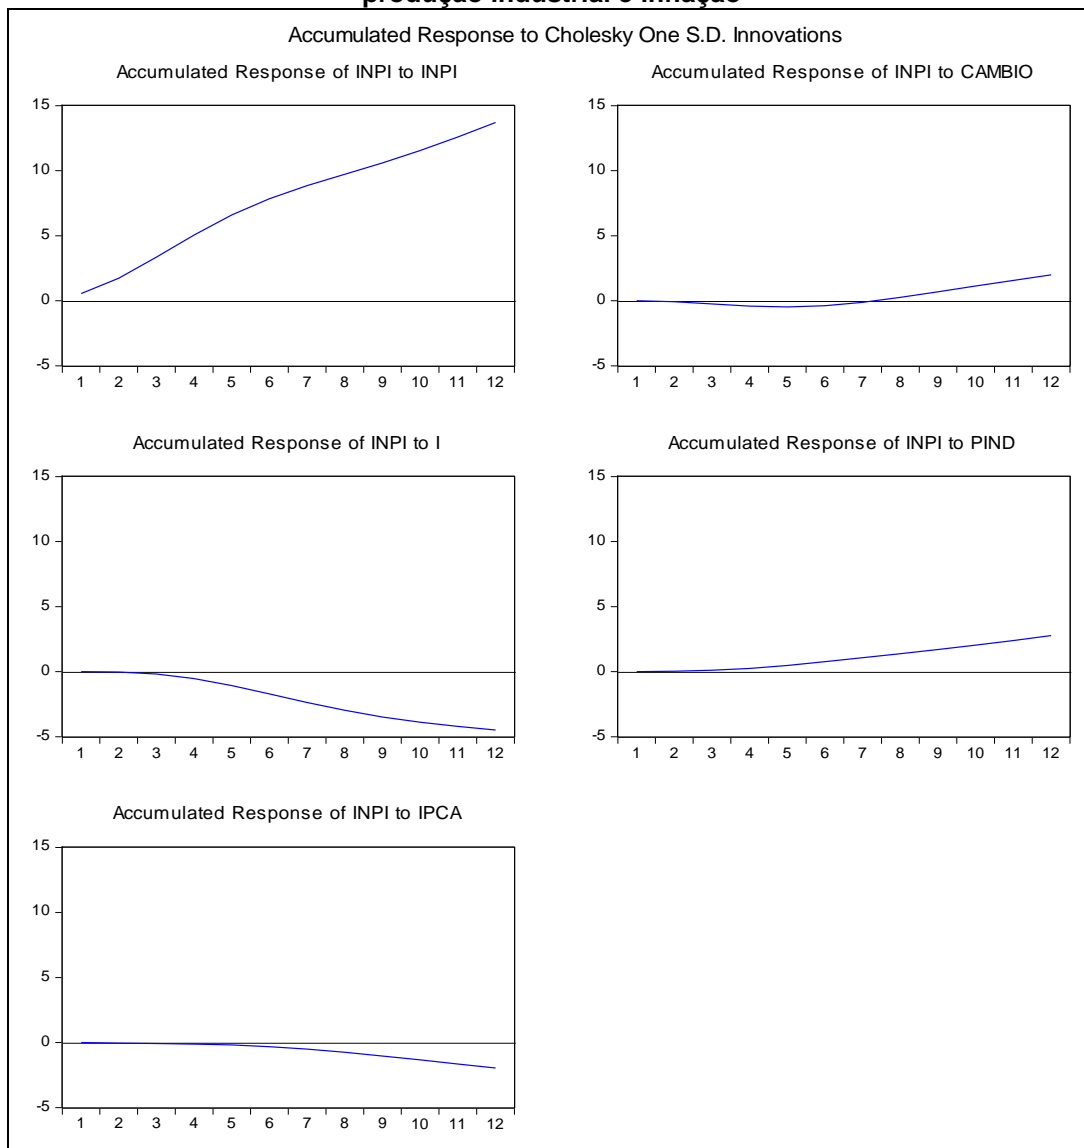 produção industrial e inflação
Accumulated Response to Cholesky One S.D. Innovations
Accumulated Response of INPI to INPI
15
10
5
0
-5
1 2 3 4 5 6 7 8 9 10 11 12
Accumulated Response of INPI to CAMBIO
15
10
5
0
-5
1 2 3 4 5 6 7 8 9 10 11 12
Accumulated Response of INPI to I
15
10
5
0
-5
1 2 3 4 5 6 7 8 9 10 11 12
Accumulated Response of INPI to PIND
15
10
5
0
-5
1 2 3 4 5 6 7 8 9 10 11 12
Accumulated Response of INPI to IPCA
15
10
5
0
-5
1 2 3 4 5 6 7 8 9 10 11 12